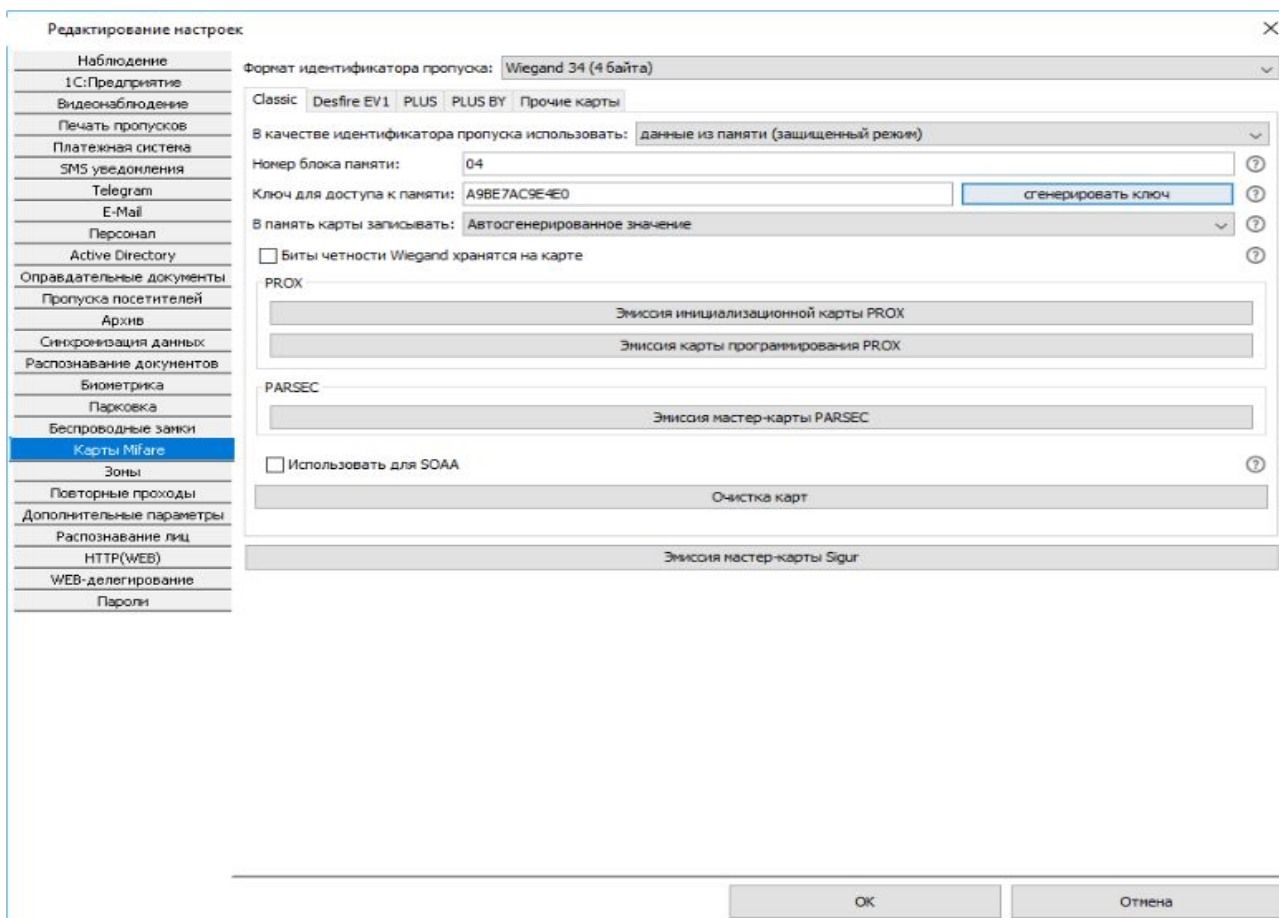 Редактирование настроек
Наблюдение
1С:Предприятие
Видеонаблюдение
Печать пропусков
Платежная система
SMS уведомления
Telegram
E-Mail
Персонал
Active Directory
Оправдательные документы
Пропуска посетителей
Архив
Синхронизация данных
Распознавание документов
Биометрика
Парковка
Беспроводные замки
Карты Mifare
Зоны
Повторные проходы
Дополнительные параметры
Распознавание лиц
HTTP(WEB)
WEB-делегирование
Пароли
Формат идентификатора пропуска: Wiegand 34 (4 байта)
Classic Desfire EV1 PLUS PLUS BY Прочие карты
В качестве идентификатора пропуска использовать: данные из памяти (защищенный режим)
Номер блока памяти: 04 ?
Ключ для доступа к памяти: A9BE7AC9E4E0 сгенерировать ключ ?
В память карты записывать: Автосгенерированное значение ?
Биты четности Wiegand хранятся на карте ?
PROX
Эмиссия инициализационной карты PROX
Эмиссия карты программирования PROX
PARSEC
Эмиссия мастер-карты PARSEC
Использовать для SOAA ?
Очистка карт
Эмиссия мастер-карты Sigur
OK Отмена